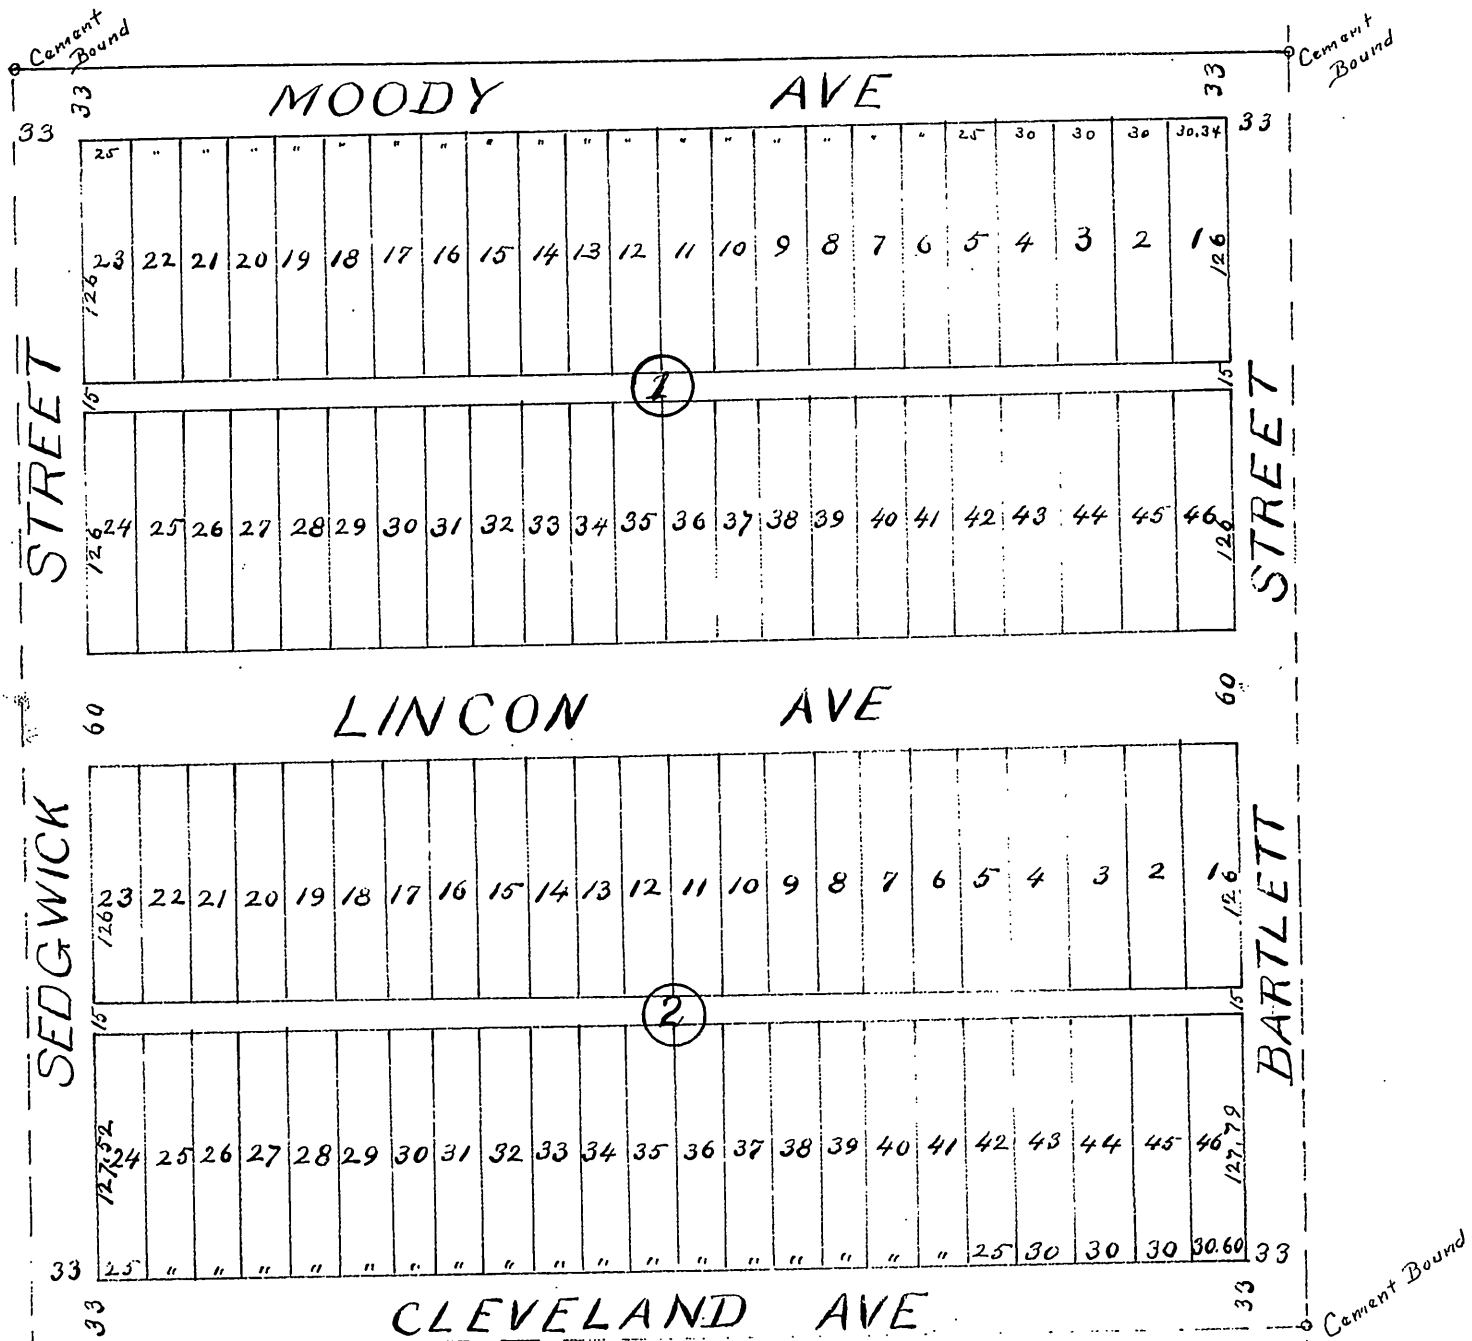 Cement
Bound
Cement
Bound
33
33
MOODY AVE
33
33
25 " " " " " " " " " " " " " " " " " 25 30 30 30 30.34
23 22 21 20 19 18 17 16 15 14 13 12 11 10 9 8 7 6 5 4 3 2 1
126
126
15
1
15
24 25 26 27 28 29 30 31 32 33 34 35 36 37 38 39 40 41 42 43 44 45 46
126
126
STREET
STREET
60
LINCON AVE
60
23 22 21 20 19 18 17 16 15 14 13 12 11 10 9 8 7 6 5 4 3 2 1
126
126
15
2
15
SEDGWICK
BARTLETT
24 25 26 27 28 29 30 31 32 33 34 35 36 37 38 39 40 41 42 43 44 45 46
127.52
127.79
33
25 " " " " " " " " " " " " " " " " " 25 30 30 30 30.60
33
33
CLEVELAND AVE
33
Cement Bound